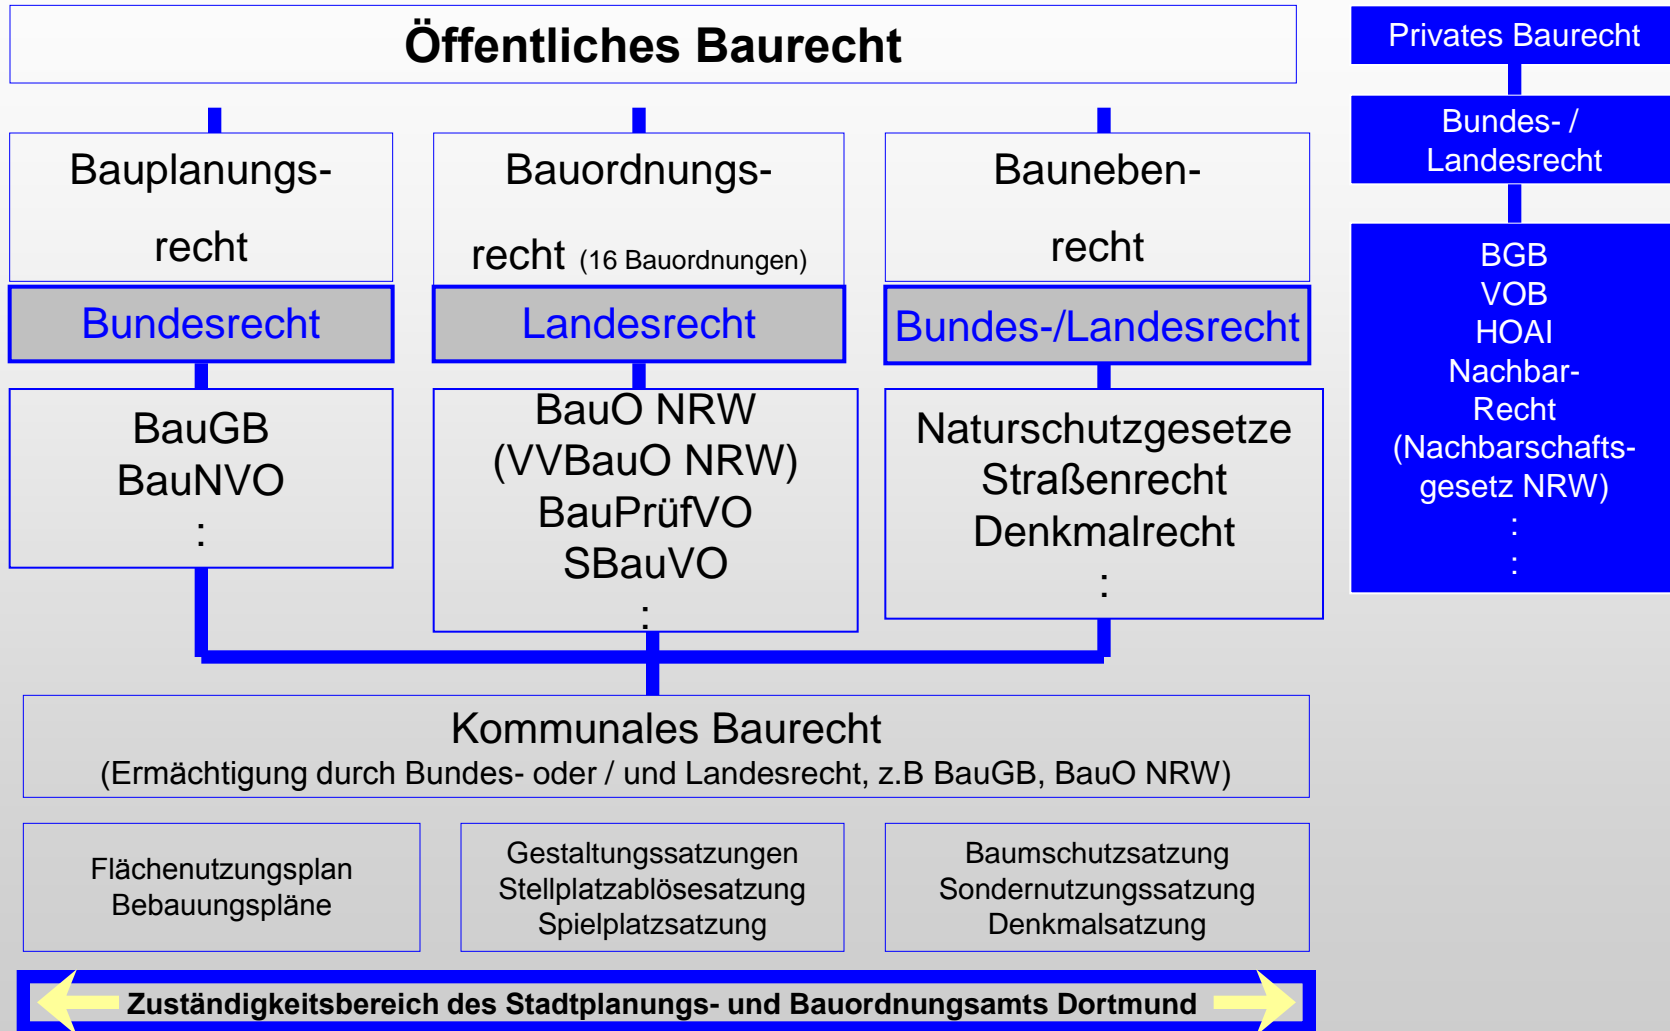 Öffentliches Baurecht
Bauplanungs-
recht
Bundesrecht
BauGB
BauNVO
:
Bauordnungs-
recht (16 Bauordnungen)
Landesrecht
BauO NRW
(VVBauO NRW)
BauPrüfVO
SBauVO
:
Bauneben-
recht
Bundes-/Landesrecht
Naturschutzgesetze
Straßenrecht
Denkmalrecht
:
Kommunales Baurecht
(Ermächtigung durch Bundes- oder / und Landesrecht, z.B BauGB, BauO NRW)
Flächenutzungsplan
Bebauungspläne
Gestaltungssatzungen
Stellplatzablösesatzung
Spielplatzsatzung
Baumschutzsatzung
Sondernutzungssatzung
Denkmalsatzung
Zuständigkeitsbereich des Stadtplanungs- und Bauordnungsamts Dortmund
Privates Baurecht
Bundes- /
Landesrecht
BGB
VOB
HOAI
Nachbar-
Recht
(Nachbarschafts-
gesetz NRW)
:
: